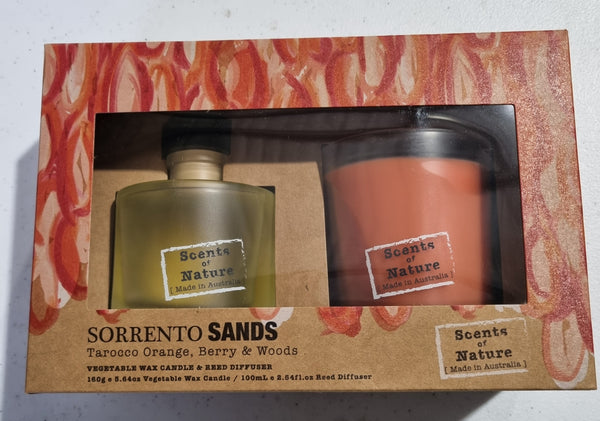 Scents
of
Nature
[ Made in Australia ]
Scents
of
Nature
[ Made in Australia ]
SORRENTO SANDS
Tarocco Orange, Berry & Woods
VEGETABLE WAX CANDLE & REED DIFFUSER
160g e 5.64oz Vegetable Wax Candle / 100mL e 2.64fl.oz Reed Diffuser
Scents
of
Nature
[ Made in Australia ]